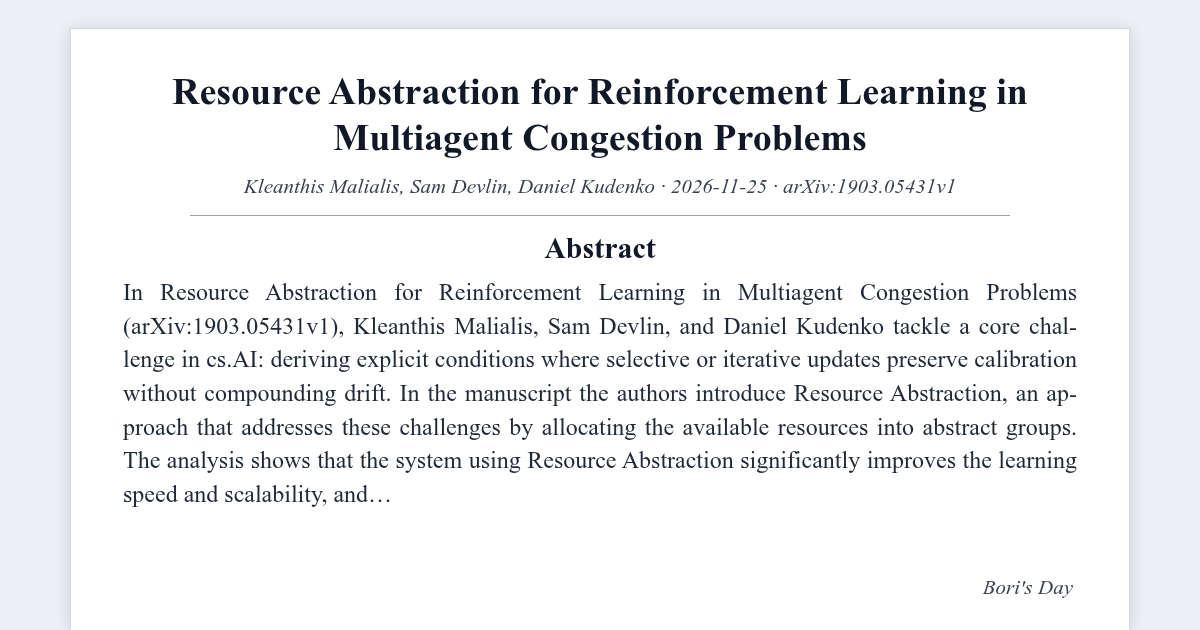 Resource Abstraction for Reinforcement Learning in
Multiagent Congestion Problems
Kleanthis Malialis, Sam Devlin, Daniel Kudenko · 2026-11-25 · arXiv:1903.05431v1
Abstract
In Resource Abstraction for Reinforcement Learning in Multiagent Congestion Problems
(arXiv:1903.05431v1), Kleanthis Malialis, Sam Devlin, and Daniel Kudenko tackle a core chal-
lenge in cs.AI: deriving explicit conditions where selective or iterative updates preserve calibration
without compounding drift. In the manuscript the authors introduce Resource Abstraction, an ap-
proach that addresses these challenges by allocating the available resources into abstract groups.
The analysis shows that the system using Resource Abstraction significantly improves the learning
speed and scalability, and…
Bori's Day